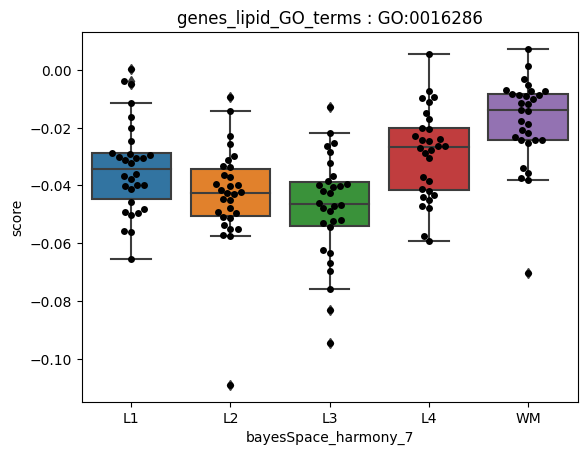 genes_lipid_GO_terms : GO:0016286
0.00
−0.02
−0.04
−0.06
−0.08
−0.10
score
L1 L2 L3 L4 WM
bayesSpace_harmony_7